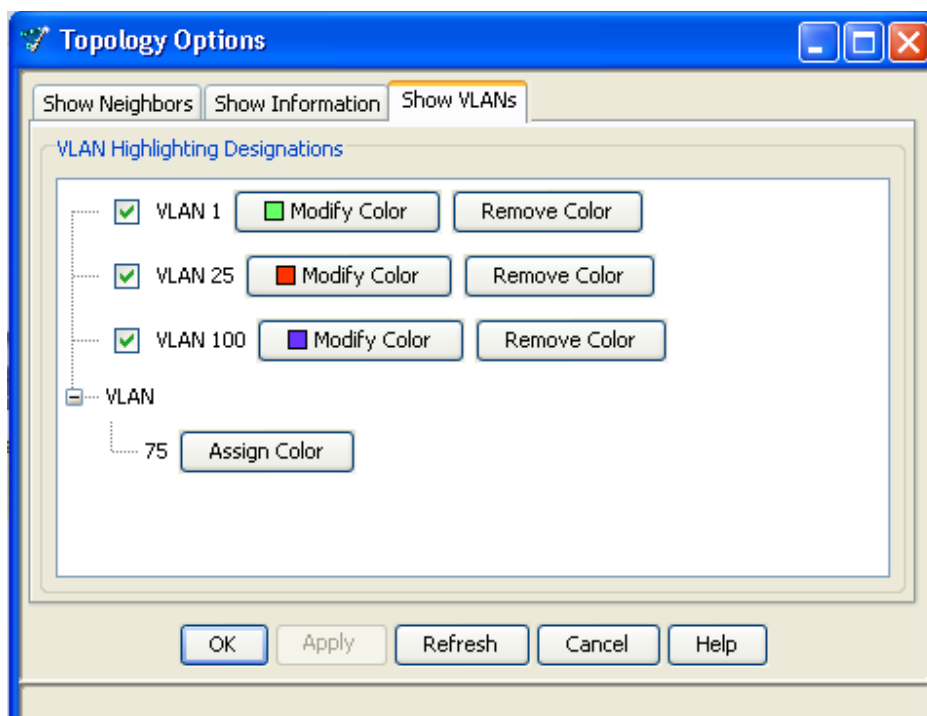 Topology Options
Show Neighbors Show Information Show VLANs
VLAN Highlighting Designations
VLAN 1 Modify Color Remove Color
VLAN 25 Modify Color Remove Color
VLAN 100 Modify Color Remove Color
VLAN
75 Assign Color
OK Apply Refresh Cancel Help